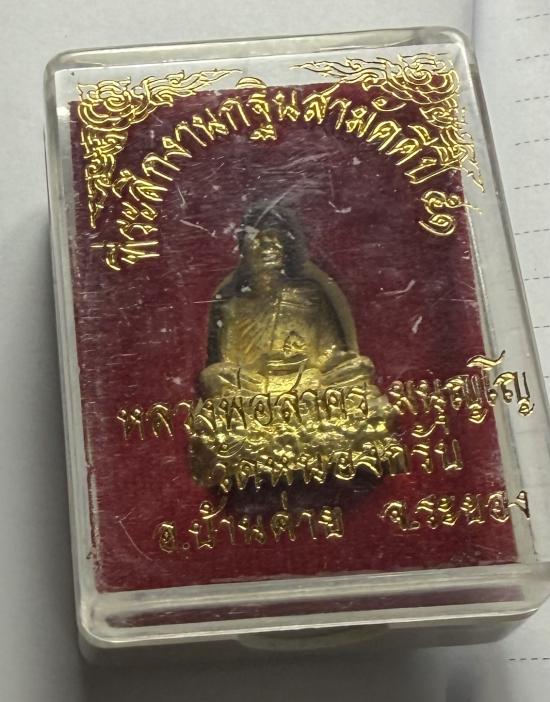 ที่ระลึกงานกฐินสามัคคีปี ๔๕
หลวงพ่อสาคร มนุญฺโญ
วัดหนองกรับ
อ.บ้านค่าย จ.ระยอง